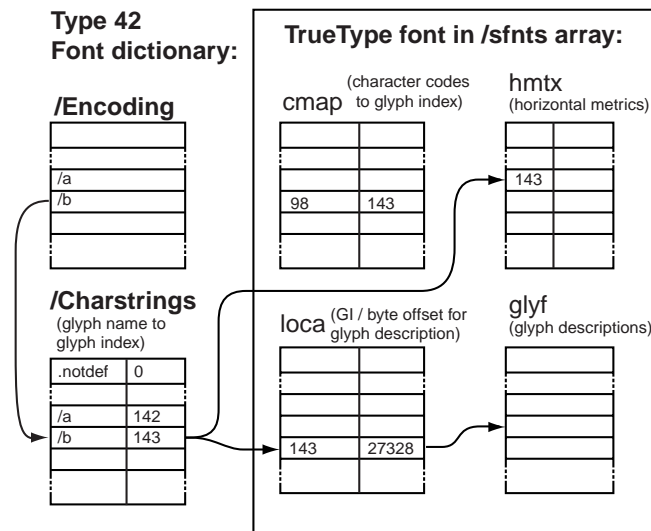 Type 42
Font dictionary:
/Encoding
/a
/b
/Charstrings
(glyph name to
glyph index)
.notdef 0
/a 142
/b 143
TrueType font in /sfnts array:
cmap
(character codes
to glyph index)
98 143
hmtx
(horizontal metrics)
143
loca
(GI / byte offset for
glyph description)
143 27328
glyf
(glyph descriptions)